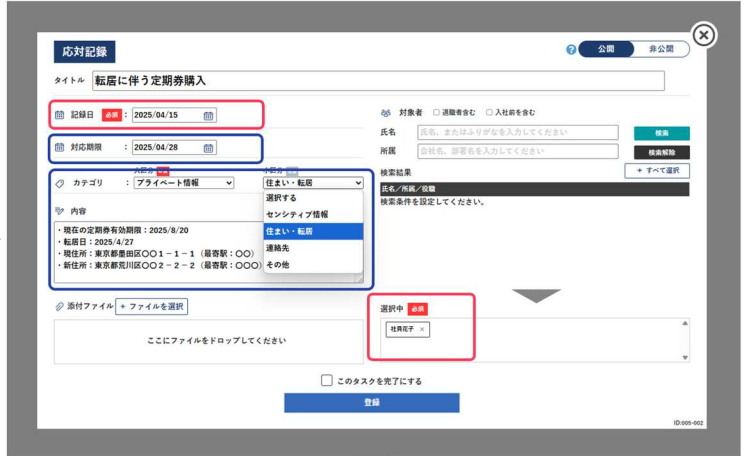 応対記録
? 公開 非公開
タイトル 転居に伴う定期券購入
記録日 必須 : 2025/04/15
対応期限 : 2025/04/28
カテゴリ : プライベート情報 住まい・転居
選択する
センシティブ情報
住まい・転居
連絡先
その他
内容
・現在の定期券有効期限：2025/8/20
・転居日：2025/4/27
・現住所：東京都墨田区〇〇１－１－１（最寄駅：〇〇）
・新住所：東京都荒川区〇〇２－２－２（最寄駅：〇〇）
添付ファイル + ファイルを選択
ここにファイルをドロップしてください
対象者 退職者含む 入社前を含む
氏名 氏名、またはふりがなを入力してください 検索
所属 会社名、部署名を入力してください 検索解除
検索結果 + すべて選択
氏名／所属／役職
検索条件を設定してください。
選択中 必須
社員花子 ×
このタスクを完了にする
登録
ID:005-002